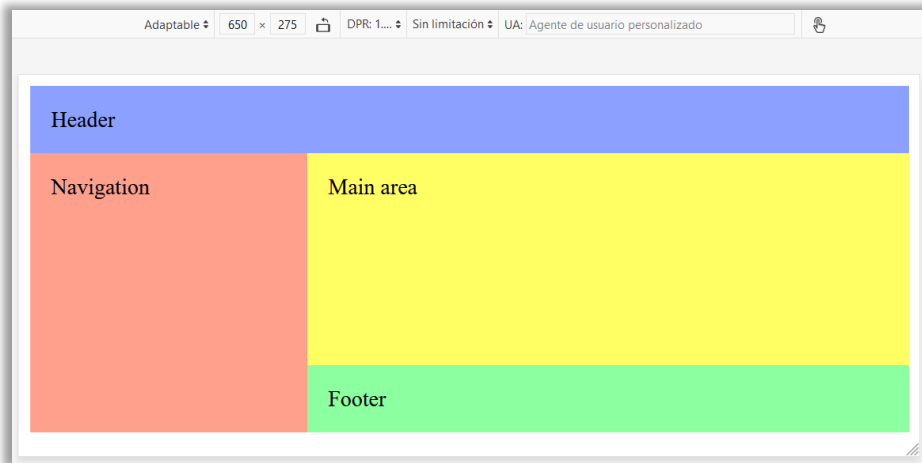 Adaptable 650 × 275 DPR: 1.... Sin limitación UA: Agente de usuario personalizado
Header
Navigation Main area
Footer